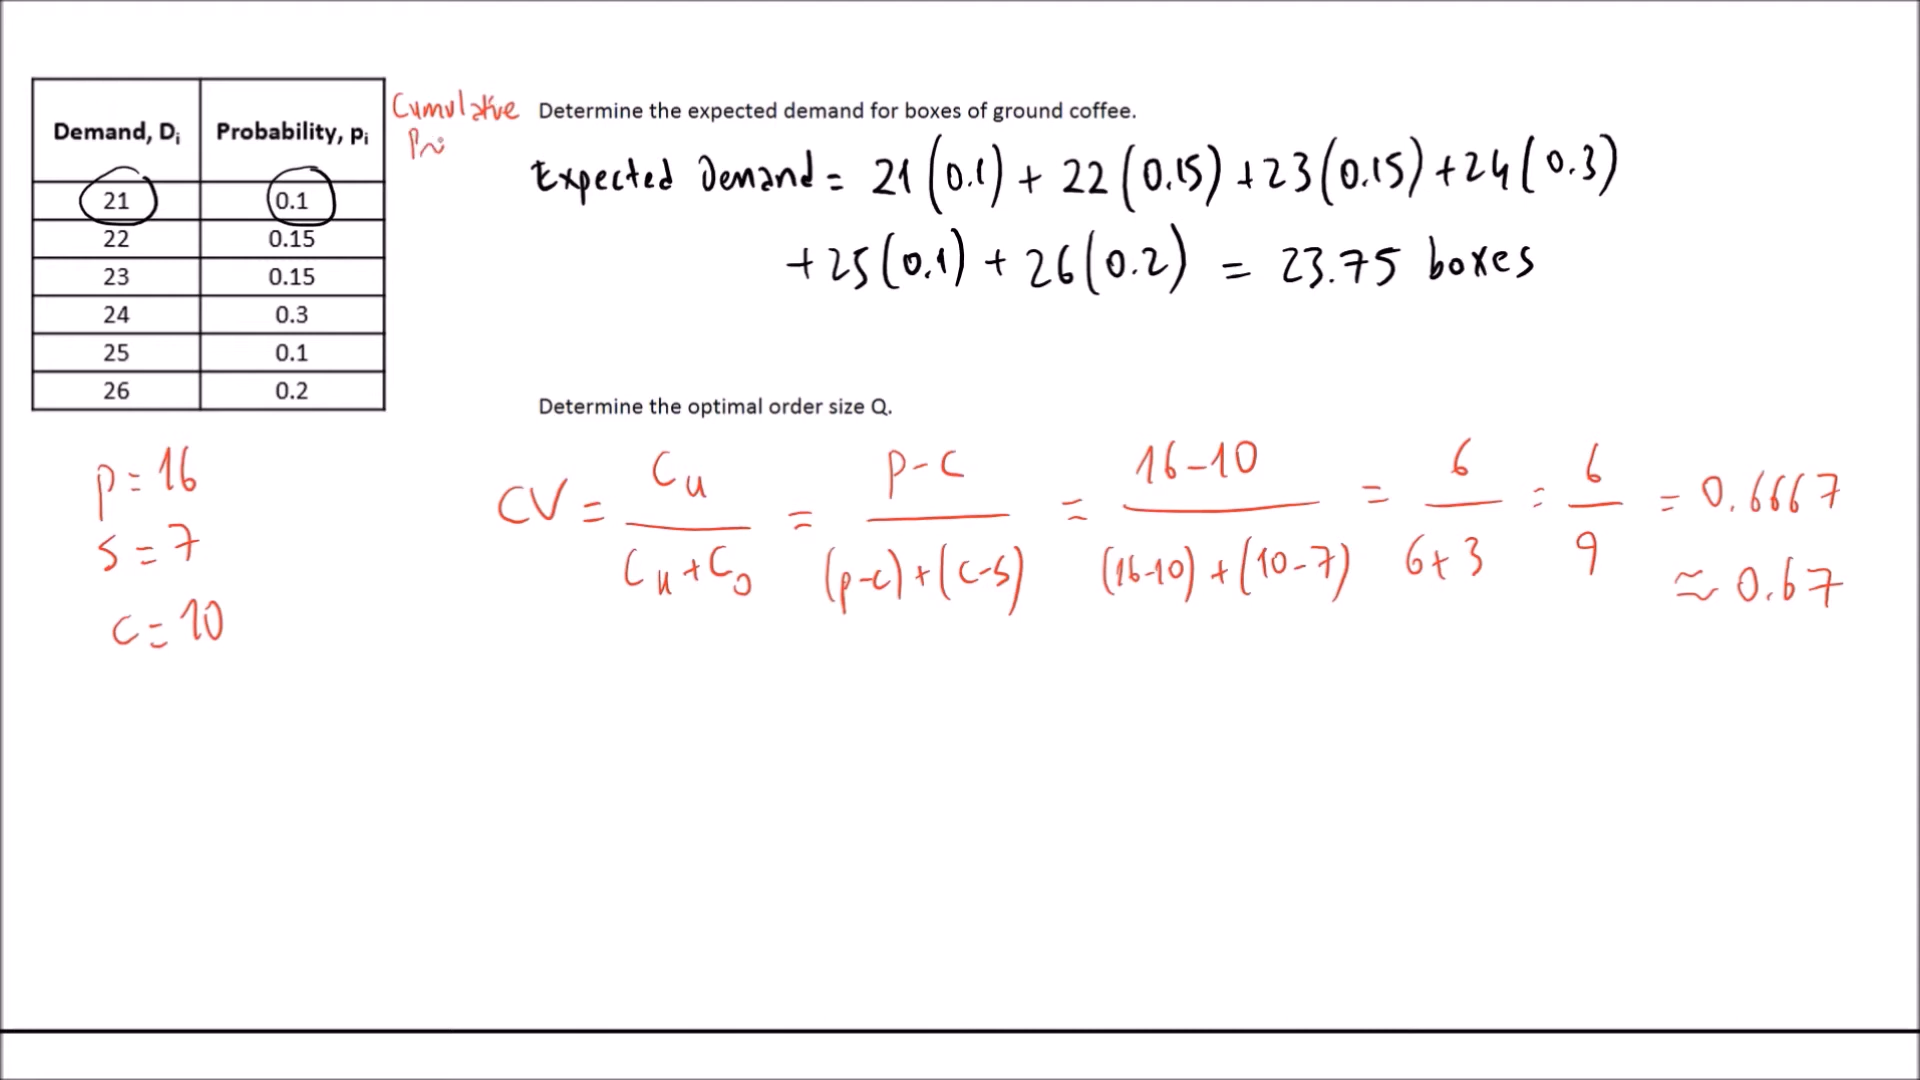 Demand, Di Probability, pi Cumulative
Pr
21 0.1
22 0.15
23 0.15
24 0.3
25 0.1
26 0.2
Determine the expected demand for boxes of ground coffee.
Expected Demand = 21(0.1) + 22(0.15) + 23(0.15) + 24(0.3)
+ 25(0.1) + 26(0.2) = 23.75 boxes
Determine the optimal order size Q.
p = 16
s = 7
c = 10
CV = Cu / (Cu + Co) = p-c / (p-c)+(c-s) = 16-10 / (16-10)+(10-7) = 6 / 6+3 = 6 / 9 = 0.6667
≈ 0.67